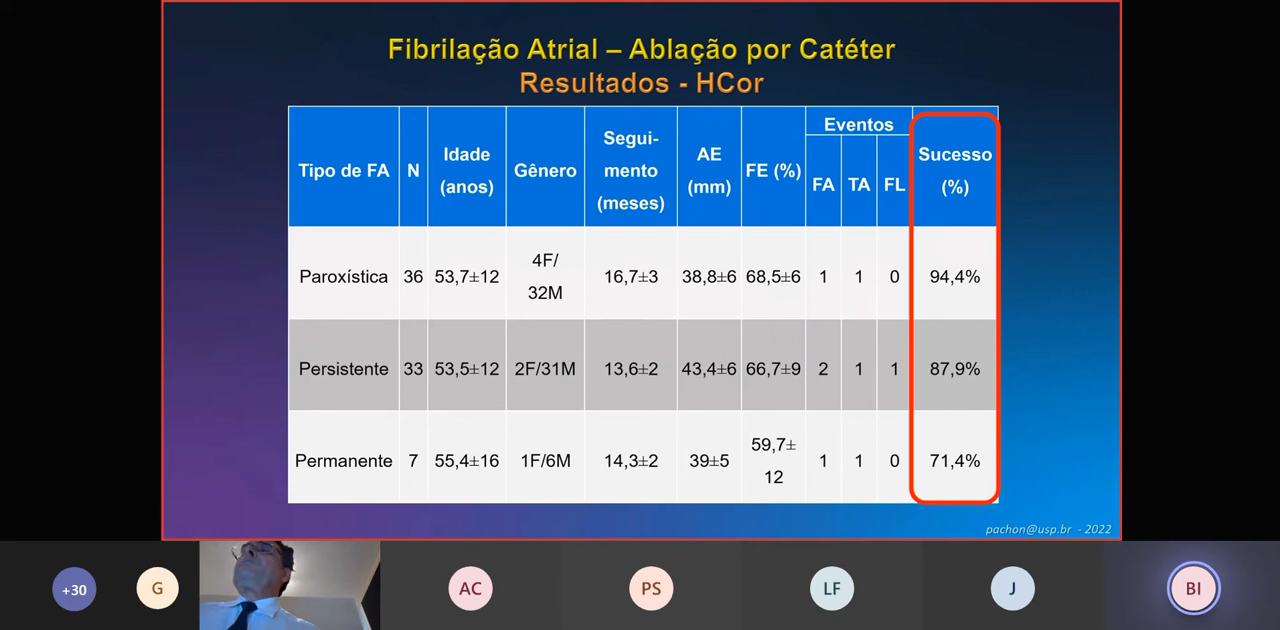 Fibrilação Atrial – Ablação por Catéter
Resultados - HCor
Tipo de FA N Idade (anos) Gênero Segui-mento (meses) AE (mm) FE (%) Eventos FA TA FL Sucesso (%)
Paroxística 36 53,7±12 4F/ 32M 16,7±3 38,8±6 68,5±6 1 1 0 94,4%
Persistente 33 53,5±12 2F/31M 13,6±2 43,4±6 66,7±9 2 1 1 87,9%
Permanente 7 55,4±16 1F/6M 14,3±2 39±5 59,7± 12 1 1 0 71,4%
pachon@usp.br - 2022
+30 G AC PS LF J BI